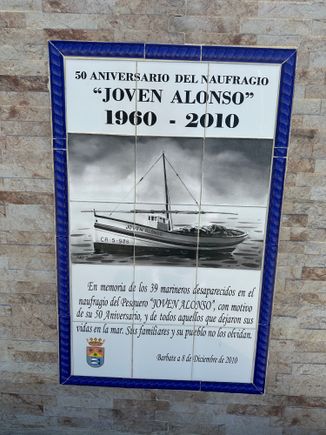 50 ANIVERSARIO DEL NAUFRAGIO
“JOVEN ALONSO”
1960 - 2010
JOVEN ALONSO
En memoria de los 39 marineros desaparecidos en el
naufragio del Pesquero “JOVEN ALONSO”, con motivo
de su 50 Aniversario, y de todos aquellos que dejaron sus
vidas en la mar. Sus familiares y su pueblo no los olvidan.
Barbate a 8 de Diciembre de 2010